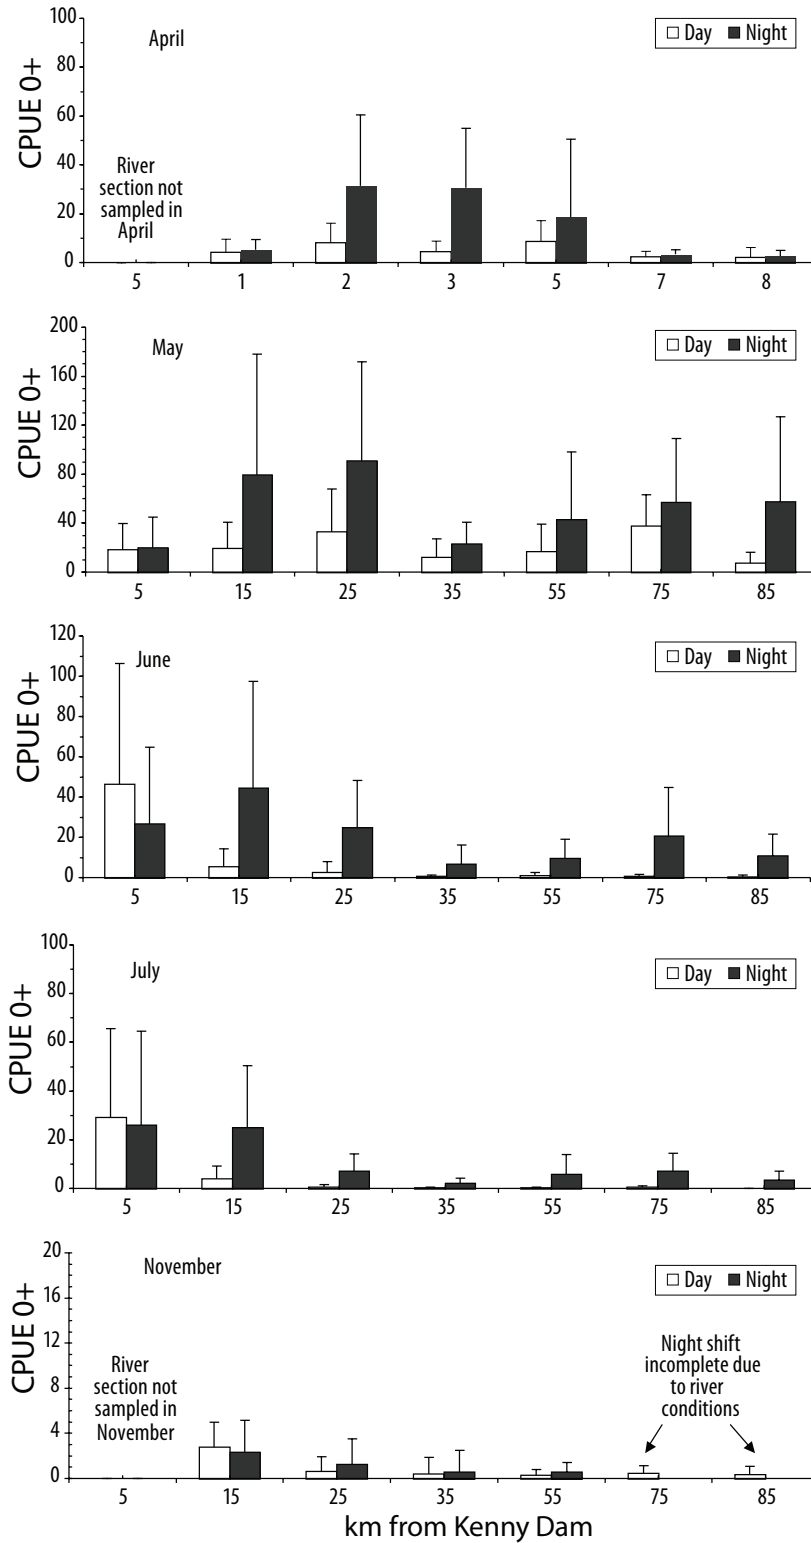 100
April
Day Night
80
CPUE 0+
60
River
section not
sampled in
April
40
20
0
5 1 2 3 5 7 8
200
May
Day Night
160
CPUE 0+
120
80
40
0
5 15 25 35 55 75 85
120
June
Day Night
100
CPUE 0+
80
60
40
20
0
5 15 25 35 55 75 85
100
July
Day Night
80
CPUE 0+
60
40
20
0
5 15 25 35 55 75 85
20
November
Day Night
16
CPUE 0+
12
River
section not
sampled in
November
Night shift
incomplete due
to river
conditions
8
4
0
5 15 25 35 55 75 85
km from Kenny Dam